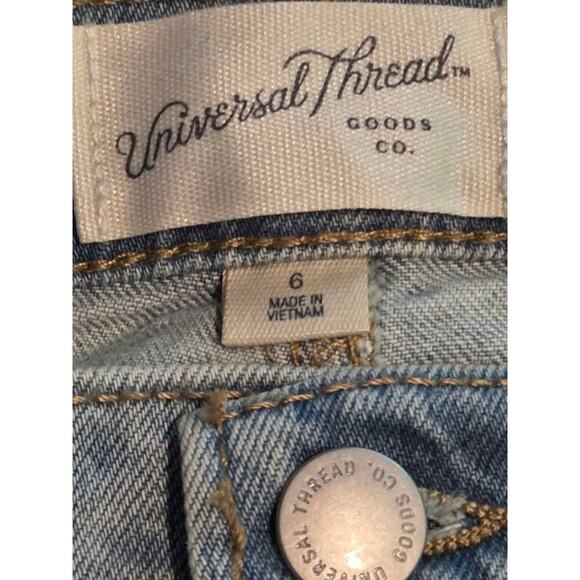 Universal Thread™
GOODS
CO.
6
MADE IN
VIETNAM
UNIVERSAL THREAD GOODS CO.